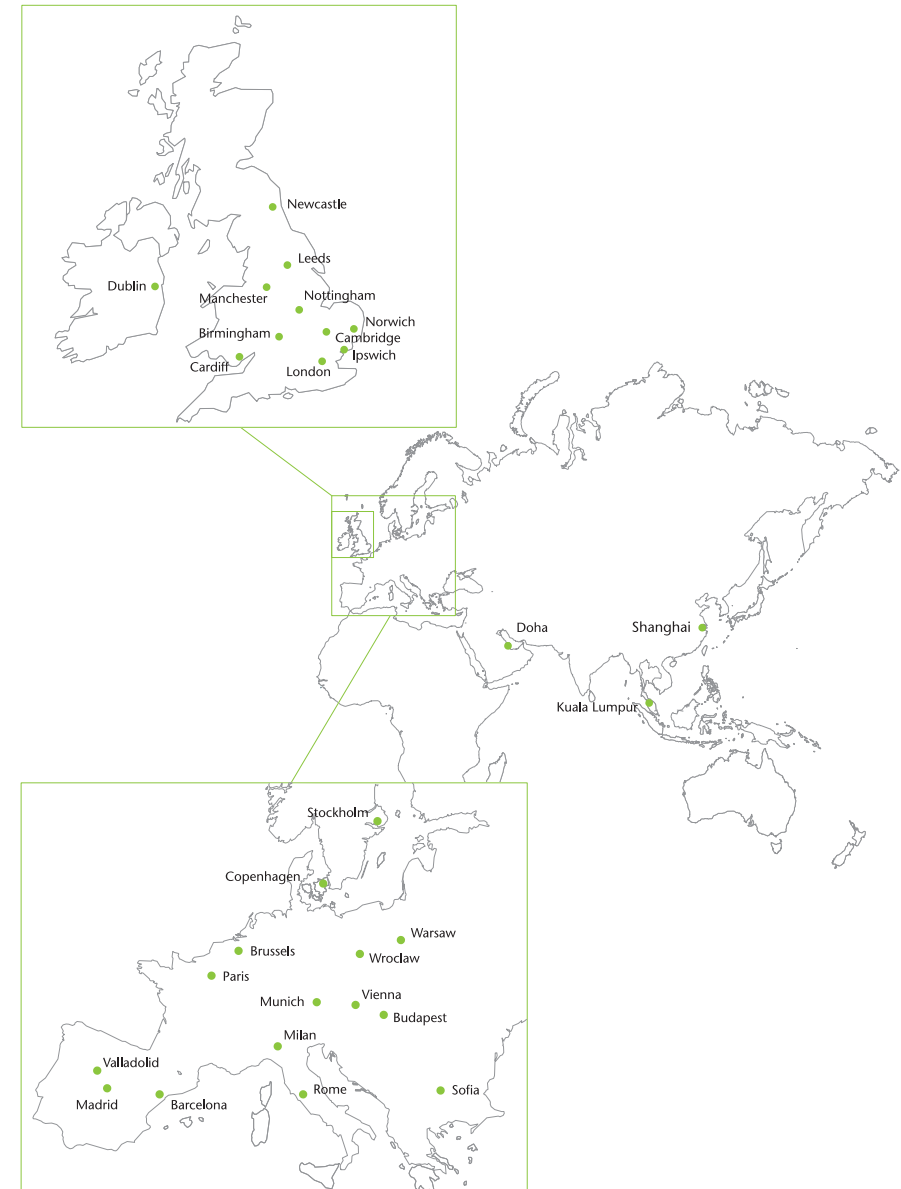 Newcastle
Leeds
Dublin
Manchester
Nottingham
Norwich
Birmingham
Cambridge
Ipswich
Cardiff
London
Doha
Shanghai
Kuala Lumpur
Stockholm
Copenhagen
Warsaw
Brussels
Wroclaw
Paris
Vienna
Munich
Budapest
Milan
Valladolid
Madrid
Barcelona
Rome
Sofia